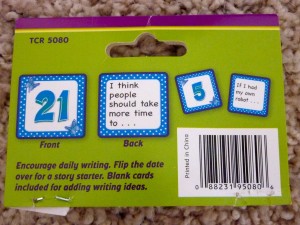 TCR 5080
21
I think
people
should take
more time
to . . .
5
If I had
my own
robot . . .
Front
Back
Encourage daily writing. Flip the date
over for a story starter. Blank cards
included for adding writing ideas.
Printed in China
0 88231 95080 6